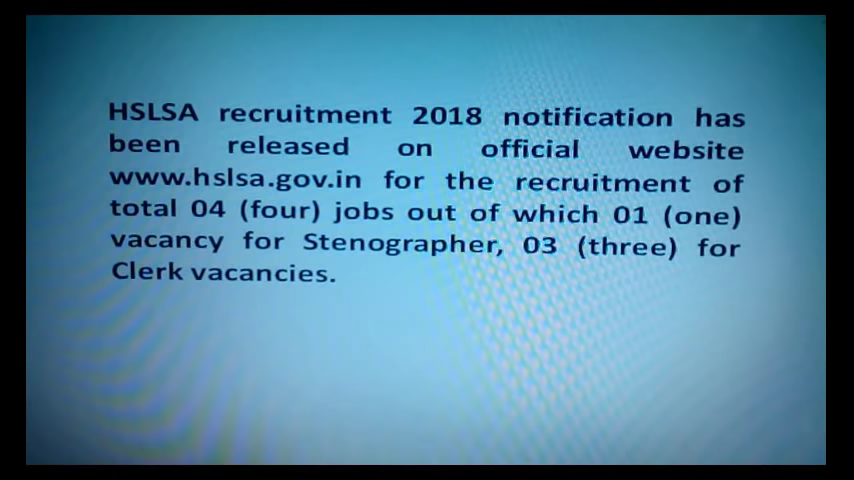 HSLSA recruitment 2018 notification has
been released on official website
www.hslsa.gov.in for the recruitment of
total 04 (four) jobs out of which 01 (one)
vacancy for Stenographer, 03 (three) for
Clerk vacancies.